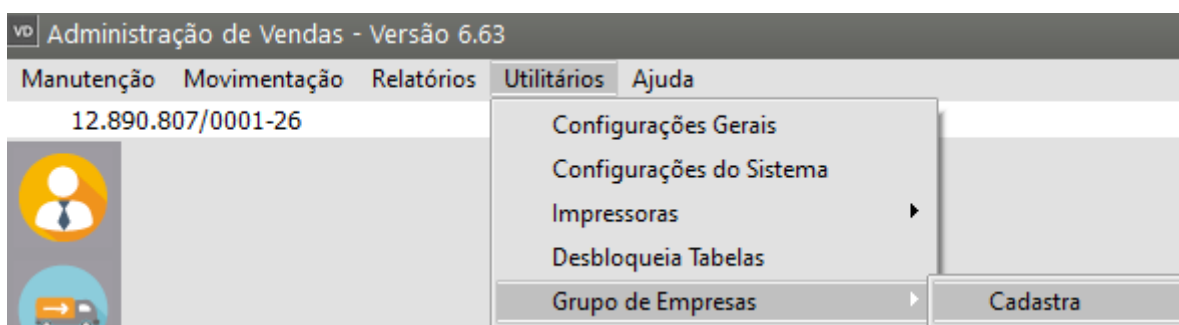 VD Administração de Vendas - Versão 6.63
Manutenção Movimentação Relatórios Utilitários Ajuda
12.890.807/0001-26
Configurações Gerais
Configurações do Sistema
Impressoras
Desbloqueia Tabelas
Grupo de Empresas Cadastra